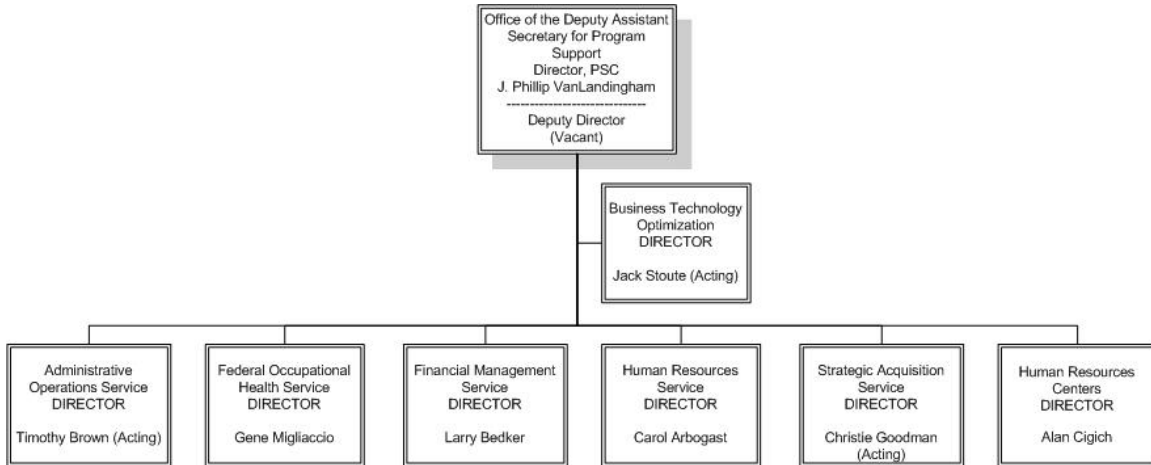 Office of the Deputy Assistant
Secretary for Program
Support
Director, PSC
J. Phillip VanLandingham
------------------------------
Deputy Director
(Vacant)
Business Technology
Optimization
DIRECTOR
Jack Stoute (Acting)
Administrative
Operations Service
DIRECTOR
Timothy Brown (Acting)
Federal Occupational
Health Service
DIRECTOR
Gene Migliaccio
Financial Management
Service
DIRECTOR
Larry Bedker
Human Resources
Service
DIRECTOR
Carol Arbogast
Strategic Acquisition
Service
DIRECTOR
Christie Goodman
(Acting)
Human Resources
Centers
DIRECTOR
Alan Cigich